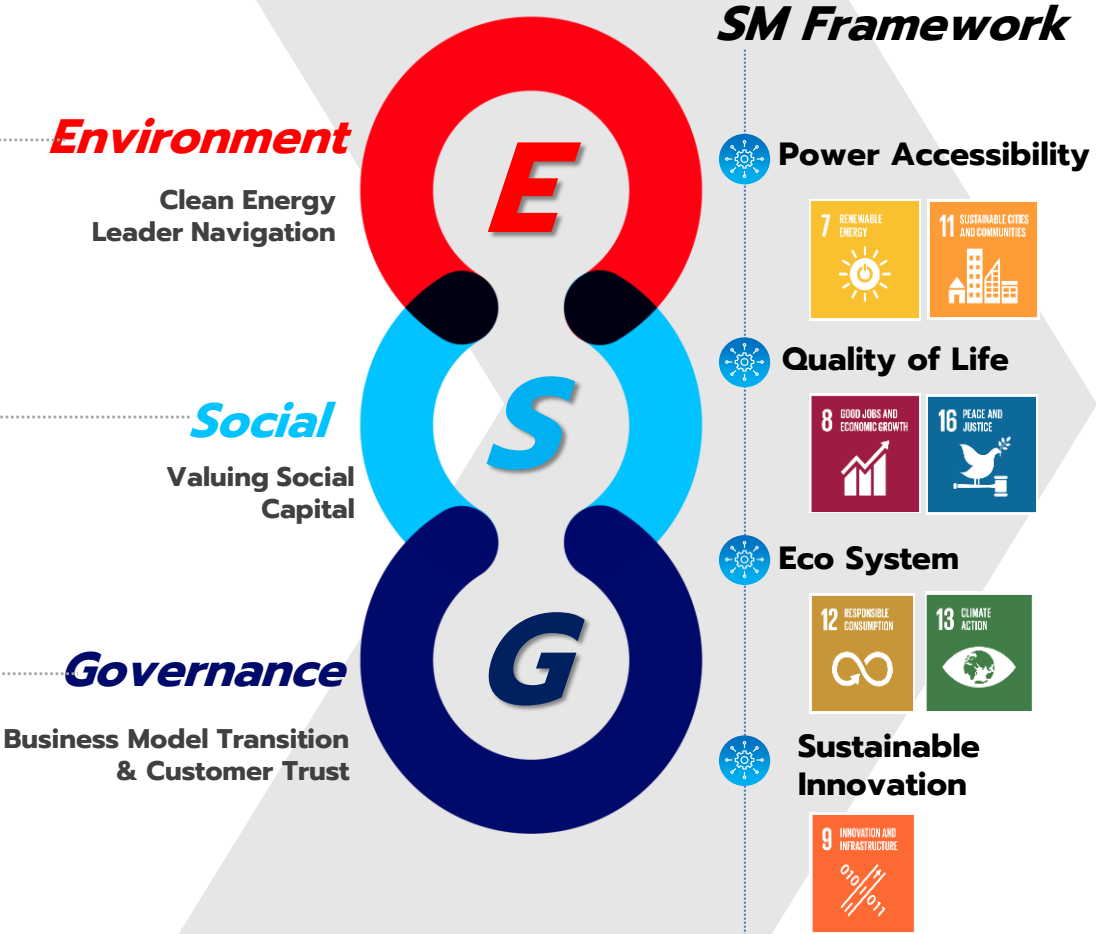 SM Framework
Environment
Clean Energy
Leader Navigation
E
Social
Valuing Social
Capital
S
Governance
Business Model Transition
& Customer Trust
G
Power Accessibility
7 RENEWABLE
ENERGY
11 SUSTAINABLE CITIES
AND COMMUNITIES
Quality of Life
8 GOOD JOBS AND
ECONOMIC GROWTH
16 PEACE AND
JUSTICE
Eco System
12 RESPONSIBLE
CONSUMPTION
13 CLIMATE
ACTION
Sustainable
Innovation
9 INNOVATION AND
INFRASTRUCTURE
010
011